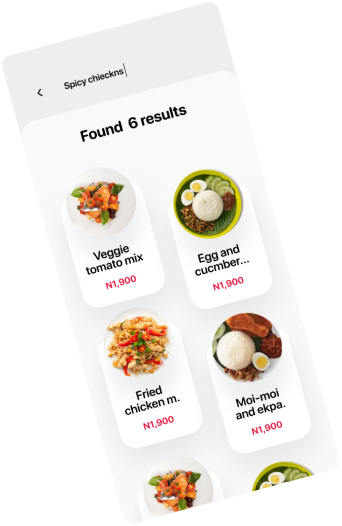 Spicy chieckns
Found 6 results
Veggie
tomato mix
N1,900
Egg and
cucmber...
N1,900
Fried
chicken m.
N1,900
Moi-moi
and ekpa.
N1,900